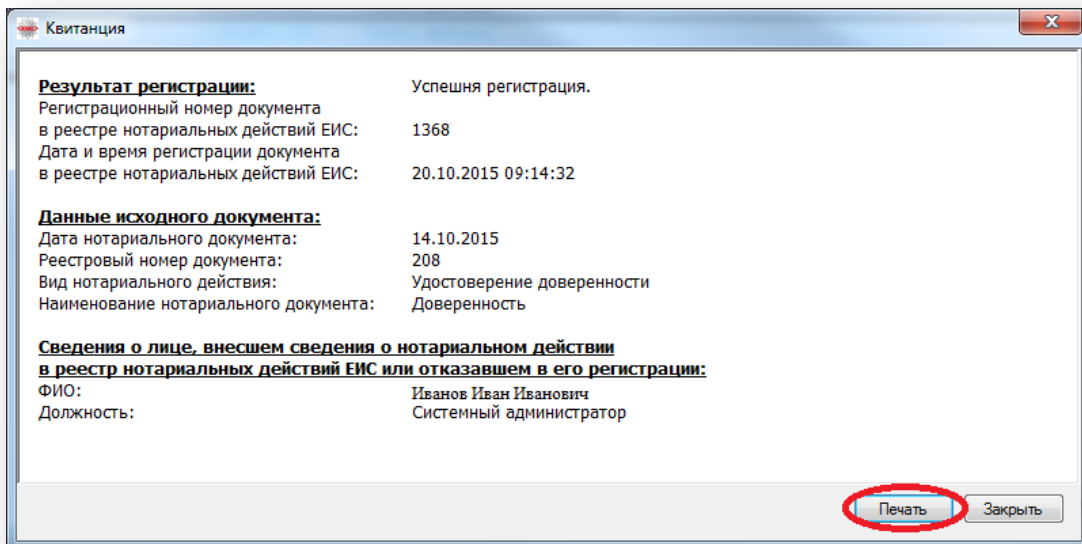 Квитанция
Результат регистрации: Успешня регистрация.
Регистрационный номер документа
в реестре нотариальных действий ЕИС: 1368
Дата и время регистрации документа
в реестре нотариальных действий ЕИС: 20.10.2015 09:14:32
Данные исходного документа:
Дата нотариального документа: 14.10.2015
Реестровый номер документа: 208
Вид нотариального действия: Удостоверение доверенности
Наименование нотариального документа: Доверенность
Сведения о лице, внесшем сведения о нотариальном действии
в реестр нотариальных действий ЕИС или отказавшем в его регистрации:
ФИО: Иванов Иван Иванович
Должность: Системный администратор
Печать Закрыть